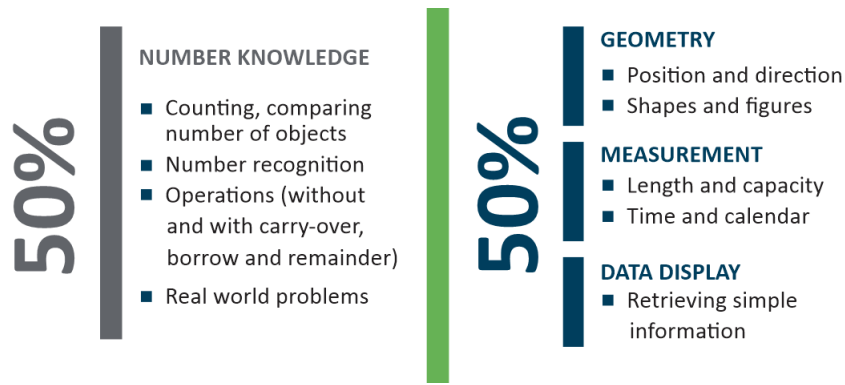 50%
NUMBER KNOWLEDGE
■ Counting, comparing
number of objects
■ Number recognition
■ Operations (without
and with carry-over,
borrow and remainder)
■ Real world problems
50%
GEOMETRY
■ Position and direction
■ Shapes and figures
MEASUREMENT
■ Length and capacity
■ Time and calendar
DATA DISPLAY
■ Retrieving simple
information